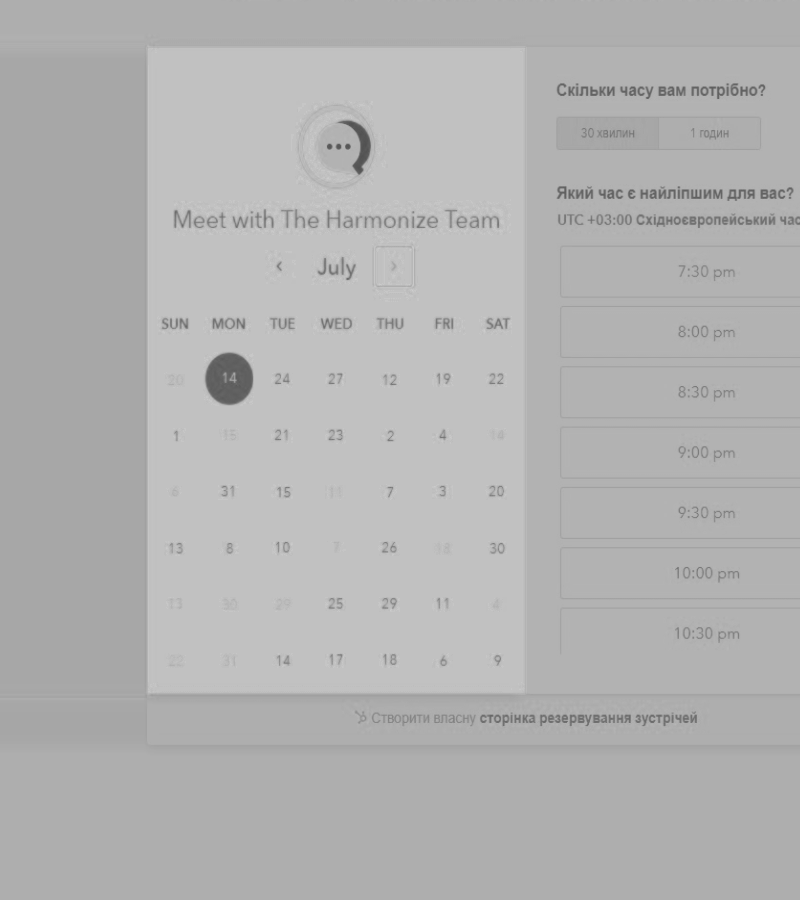 Meet with The Harmonize Team
‹ July ›
SUN MON TUE WED THU FRI SAT
20 14 24 27 12 19 22
1 15 21 23 2 4 14
6 31 15 11 7 3 20
13 8 10 26 30
13 30 29 25 29 11 4
31 14 17 18 6 9
Скільки часу вам потрібно?
30 хвилин 1 годин
Який час є найліпшим для вас?
UTC +03:00 Східноєвропейський час
7:30 pm
8:00 pm
8:30 pm
9:00 pm
9:30 pm
10:00 pm
10:30 pm
Створити власну сторінка резервування зустрічей